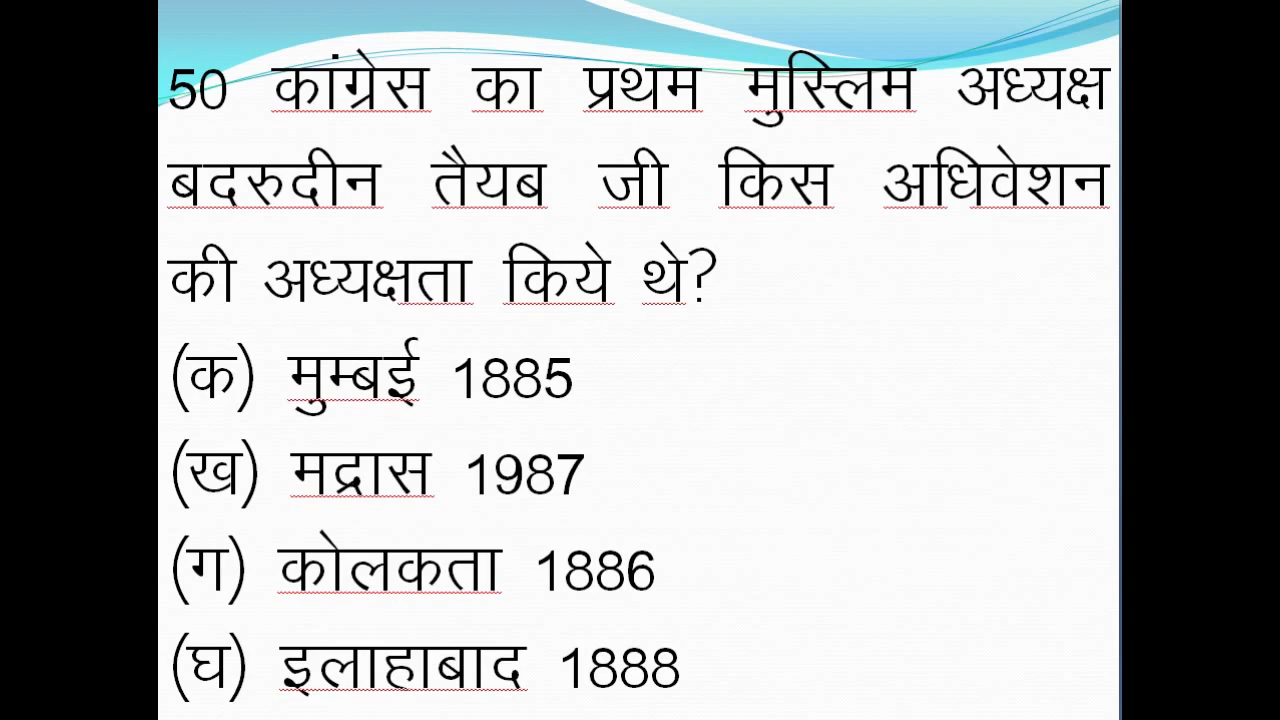 50 कांग्रेस का प्रथम मुस्लिम अध्यक्ष
बदरुदीन तैयब जी किस अधिवेशन
की अध्यक्षता किये थे?
(क) मुम्बई 1885
(ख) मद्रास 1987
(ग) कोलकता 1886
(घ) इलाहाबाद 1888